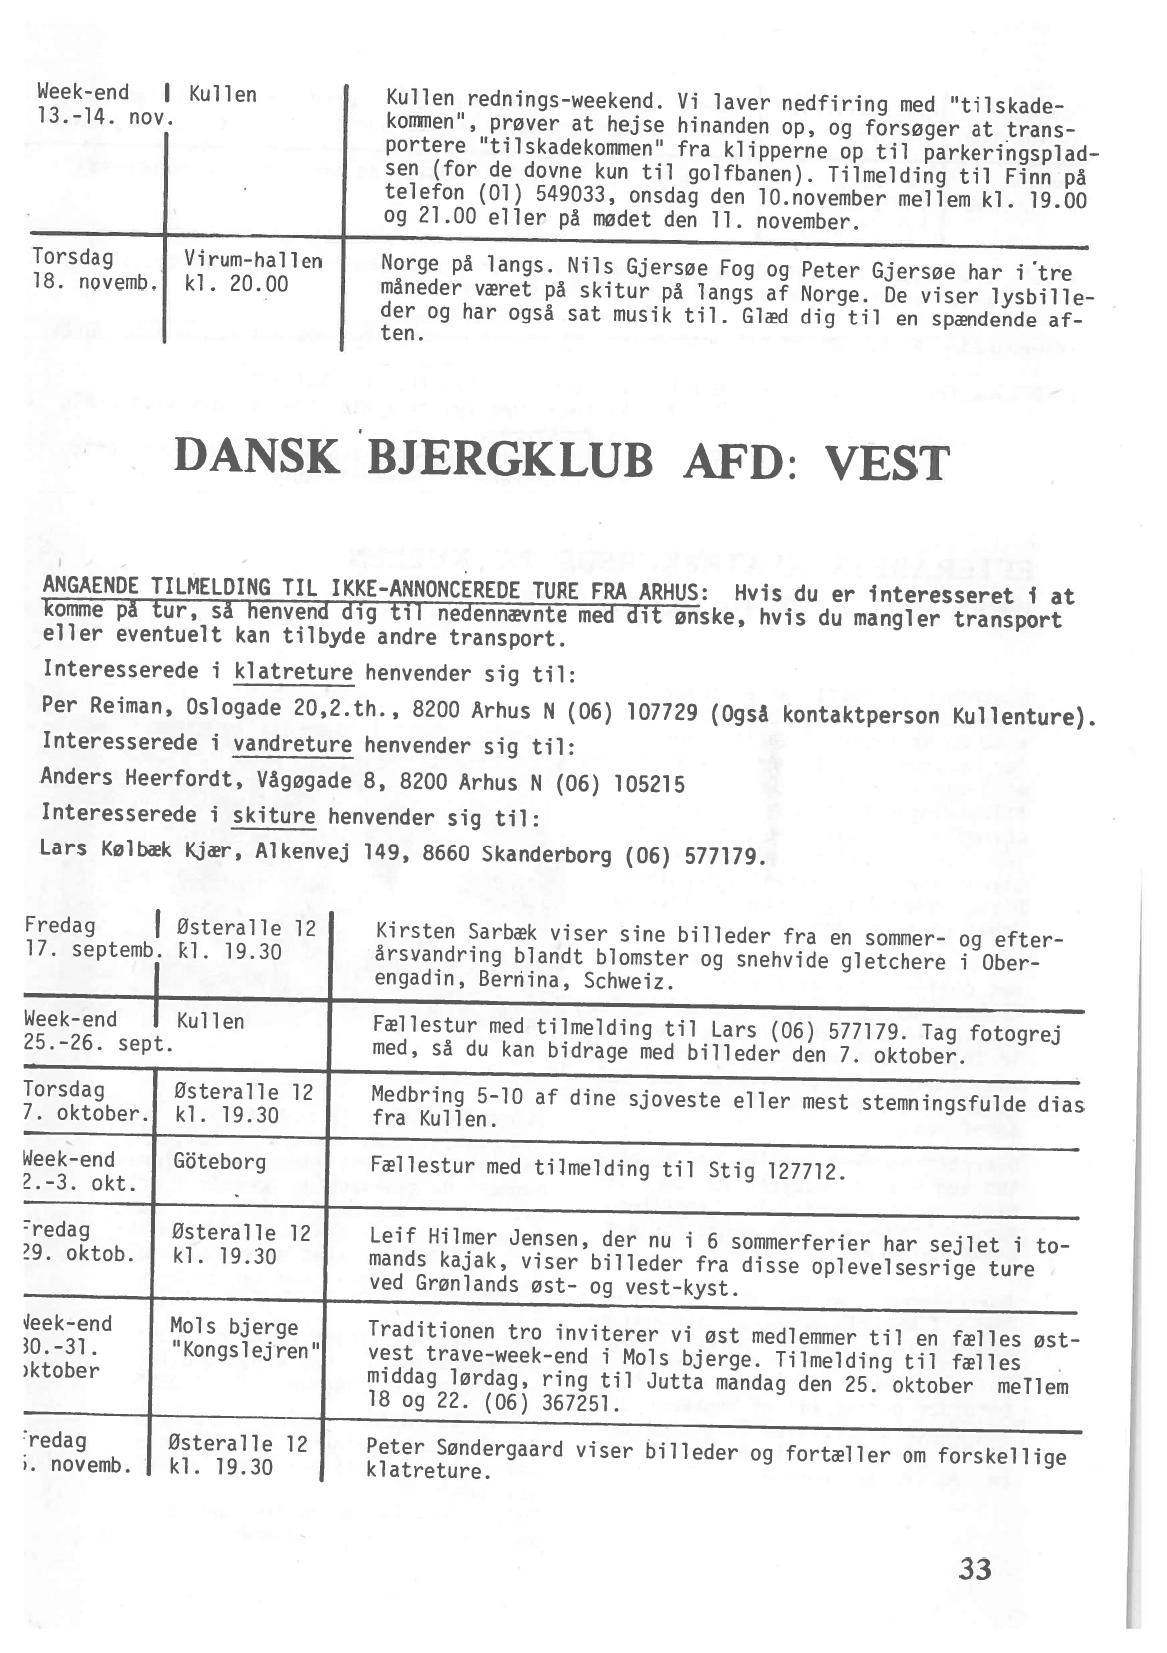 Week-end | Kullen
13.-14. nov.
Kullen rednings-weekend. Vi laver nedfiring med "tilskade-
kommen", prøver at hejse hinanden op, og forsøger at trans-
portere "tilskadekommen" fra klipperne op til parkeringsplad-
sen (for de dovne kun til golfbanen). Tilmelding til Finn på
telefon (01) 549033, onsdag den 10.november mellem kl. 19.00
og 21.00 eller på mødet den 11. november.
Torsdag Virum-hallen
18. novemb. kl. 20.00
Norge på langs. Nils Gjersøe Fog og Peter Gjersøe har i tre
måneder været på skitur på langs af Norge. De viser lysbille-
der og har også sat musik til. Glæd dig til en spændende af-
ten.
DANSK BJERGKLUB AFD: VEST
ANGAENDE TILMELDING TIL IKKE-ANNONCEREDE TURE FRA ARHUS: Hvis du er interesseret i at
komme på tur, så henvend dig til nedennævnte med dit ønske, hvis du mangler transport
eller eventuelt kan tilbyde andre transport.
Interesserede i klatreture henvender sig til:
Per Reiman, Oslogade 20,2.th., 8200 Arhus N (06) 107729 (Også kontaktperson Kullenture).
Interesserede i vandreture henvender sig til:
Anders Heerfordt, Vågøgade 8, 8200 Arhus N (06) 105215
Interesserede i skiture henvender sig til:
Lars Kølbæk Kjær, Alkenvej 149, 8660 Skanderborg (06) 577179.
Fredag | Østeralle 12
17. septemb. kl. 19.30
Kirsten Sarbæk viser sine billeder fra en sommer- og efter-
årsvandring blandt blomster og snehvide gletchere i Ober-
engadin, Bernina, Schweiz.
Week-end | Kullen
25.-26. sept.
Fællestur med tilmelding til Lars (06) 577179. Tag fotogrej
med, så du kan bidrage med billeder den 7. oktober.
Torsdag Østeralle 12
7. oktober. kl. 19.30
Medbring 5-10 af dine sjoveste eller mest stemningsfulde dias
fra Kullen.
Week-end Göteborg
2.-3. okt.
Fællestur med tilmelding til Stig 127712.
Fredag Østeralle 12
29. oktob. kl. 19.30
Leif Hilmer Jensen, der nu i 6 sommerferier har sejlet i to-
mands kajak, viser billeder fra disse oplevelsesrige ture
ved Grønlands øst- og vest-kyst.
Week-end Mols bjerge
30.-31. "Kongslejren"
oktober
Traditionen tro inviterer vi øst medlemmer til en fælles øst-
vest trave-week-end i Mols bjerge. Tilmelding til fælles
middag lørdag, ring til Jutta mandag den 25. oktober mellem
18 og 22. (06) 367251.
Fredag Østeralle 12
novemb. kl. 19.30
Peter Søndergaard viser billeder og fortæller om forskellige
klatreture.
33